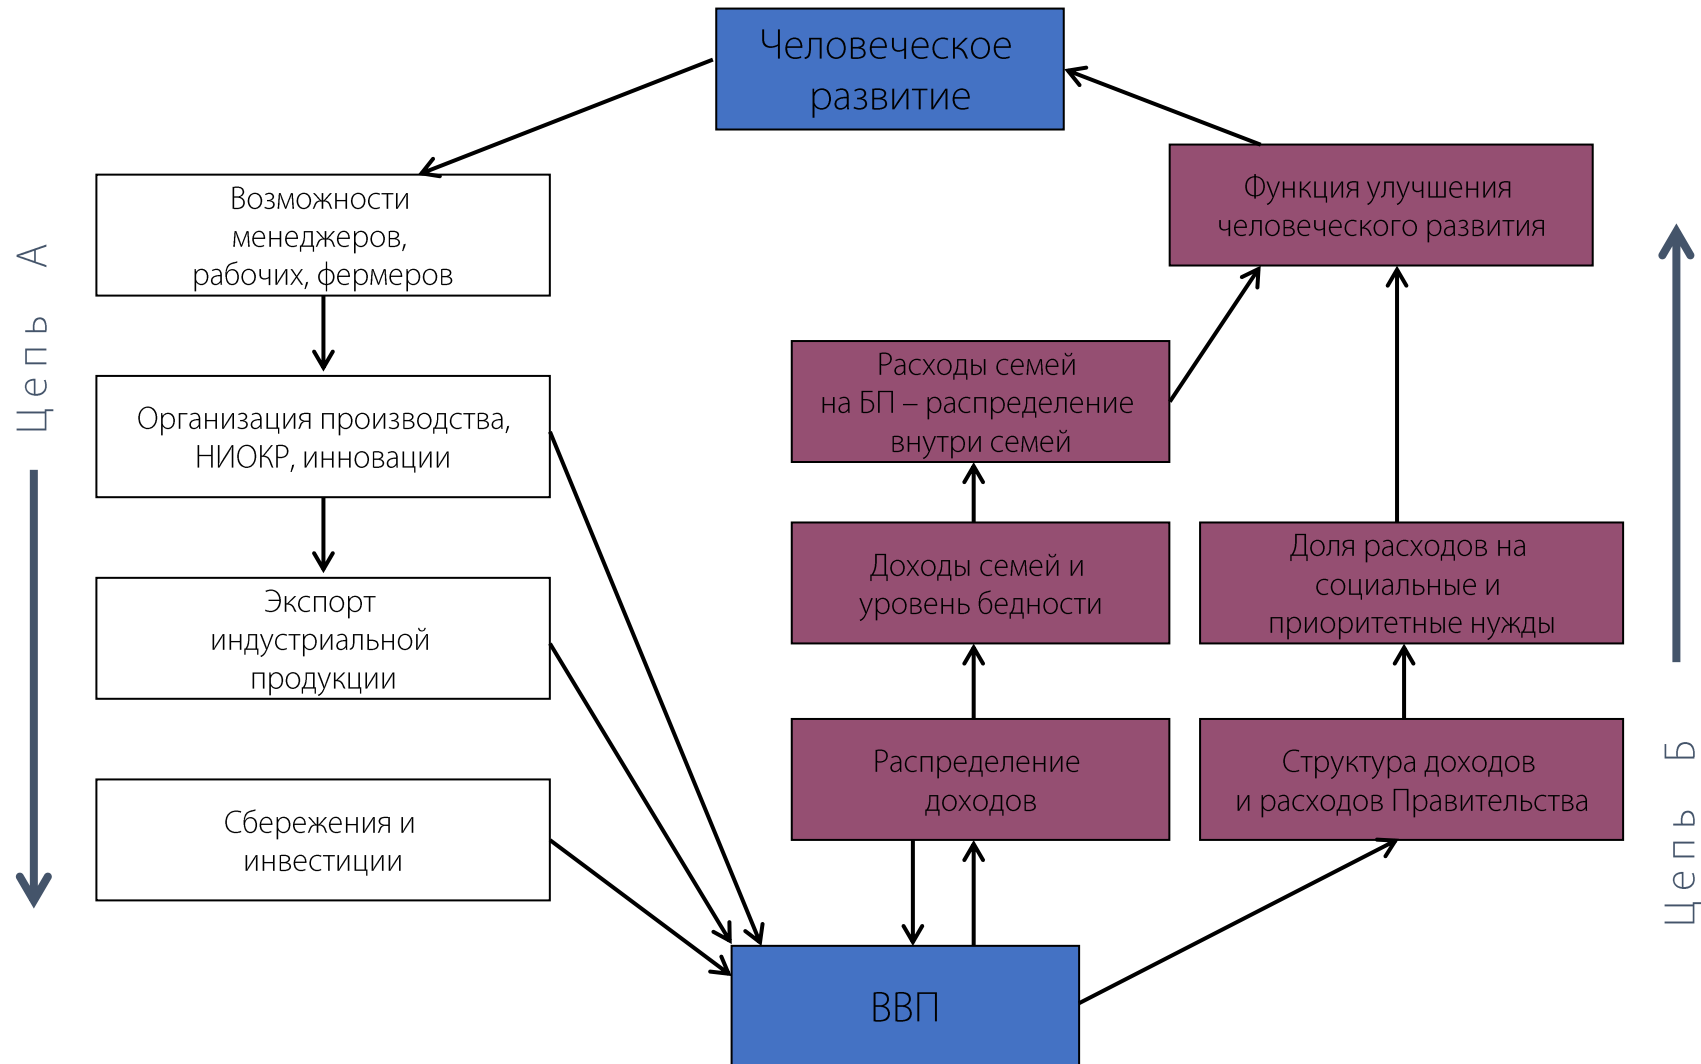 Человеческое
развитие
Функция улучшения
человеческого развития
Возможности
менеджеров,
рабочих, фермеров
Цепь А
Расходы семей
на БП – распределение
внутри семей
Организация производства,
НИОКР, инновации
Доходы семей и
уровень бедности
Доля расходов на
социальные и
приоритетные нужды
Экспорт
индустриальной
продукции
Распределение
доходов
Структура доходов
и расходов Правительства
Цепь Б
Сбережения и
инвестиции
ВВП